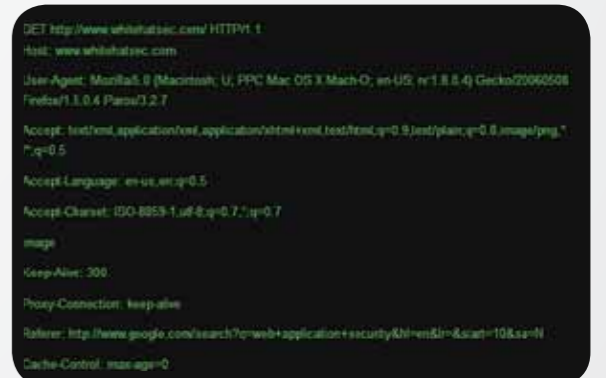 GET http://www.whitehatsec.com/ HTTP/1.1
Host: www.whitehatsec.com
User-Agent: Mozilla/5.0 (Macintosh; U; PPC Mac OS X Mach-O; en-US; rv:1.8.0.4) Gecko/20060508
Firefox/1.5.0.4 Paros/3.2.7
Accept: text/xml,application/xml,application/xhtml+xml,text/html;q=0.9,text/plain;q=0.8,image/png,*
/*;q=0.5
Accept-Language: en-us,en;q=0.5
Accept-Charset: ISO-8859-1,utf-8;q=0.7,*;q=0.7
image
Keep-Alive: 300
Proxy-Connection: keep-alive
Referer: http://www.google.com/search?q=web+application+security&hl=en&lr=&start=10&sa=N
Cache-Control: max-age=0